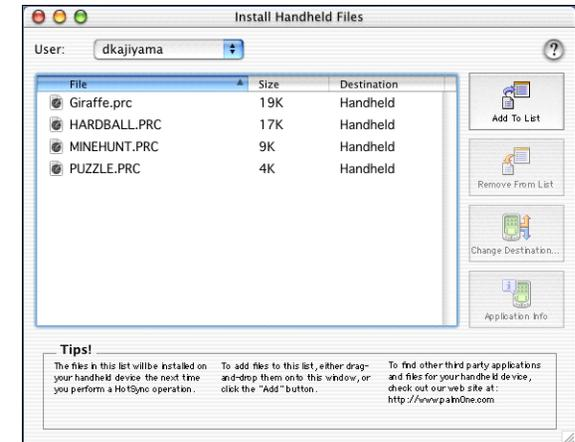 Install Handheld Files
User: dkajiyama
?
File Size Destination
Giraffe.prc 19K Handheld
HARDBALL.PRC 17K Handheld
MINEHUNT.PRC 9K Handheld
PUZZLE.PRC 4K Handheld
Add To List
Remove From List
Change Destination...
Application Info
Tips!
The files in this list will be installed on
your handheld device the next time
you perform a HotSync operation.
To add files to this list, either drag-
and-drop them onto this window, or
click the "Add" button.
To find other third party applications
and files for your handheld device,
check out our web site at:
http://www.palmOne.com